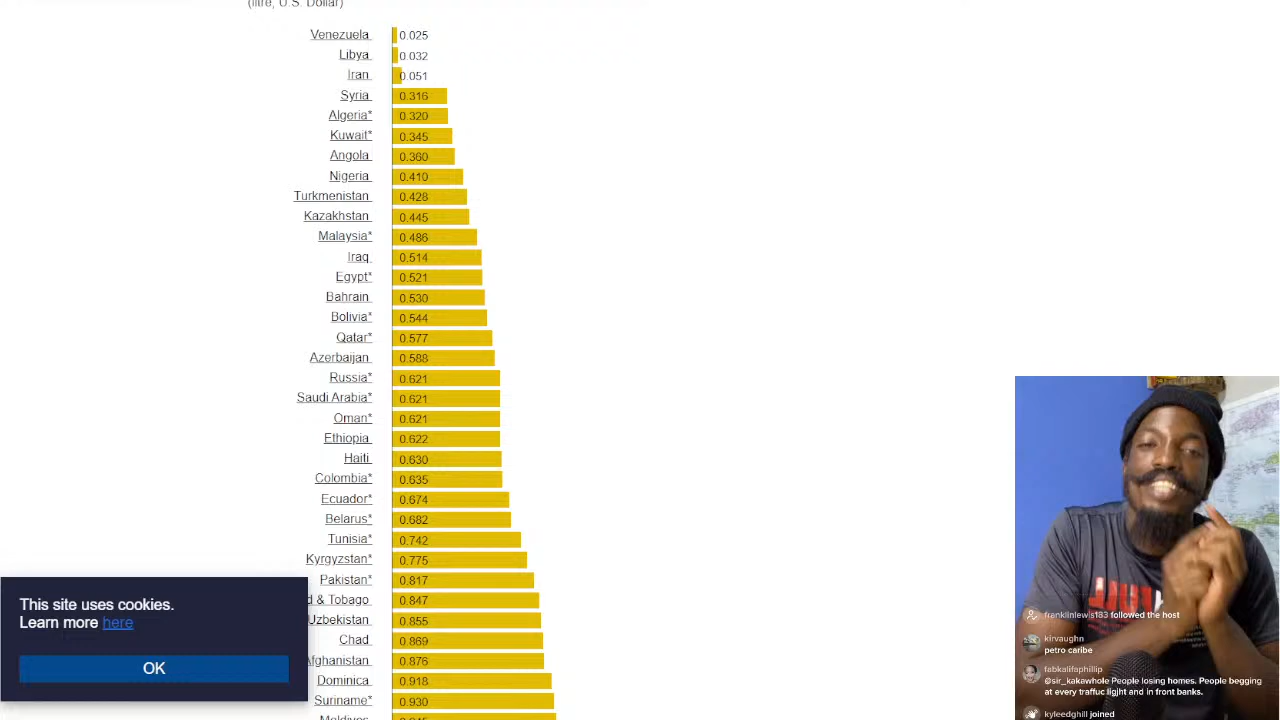 (litre, U.S. Dollar)
Venezuela 0.025
Libya 0.032
Iran 0.051
Syria 0.316
Algeria* 0.320
Kuwait* 0.345
Angola 0.360
Nigeria 0.410
Turkmenistan 0.428
Kazakhstan 0.445
Malaysia* 0.486
Iraq 0.514
Egypt* 0.521
Bahrain 0.530
Bolivia* 0.544
Qatar* 0.577
Azerbaijan 0.588
Russia* 0.621
Saudi Arabia* 0.621
Oman* 0.621
Ethiopia 0.622
Haiti 0.630
Colombia* 0.635
Ecuador* 0.674
Belarus* 0.682
Tunisia* 0.742
Kyrgyzstan* 0.775
Pakistan* 0.817
d & Tobago 0.847
Uzbekistan 0.855
Chad 0.869
Afghanistan 0.876
Dominica 0.918
Suriname* 0.930
Maldives
This site uses cookies.
Learn more here
OK
franklinlewis183 followed the host
kirvaughn
petro caribe
fabkalifaphillip
@sir_kakawhole People losing homes. People begging
at every traffuc ligjht and in front banks.
kyleedghill joined